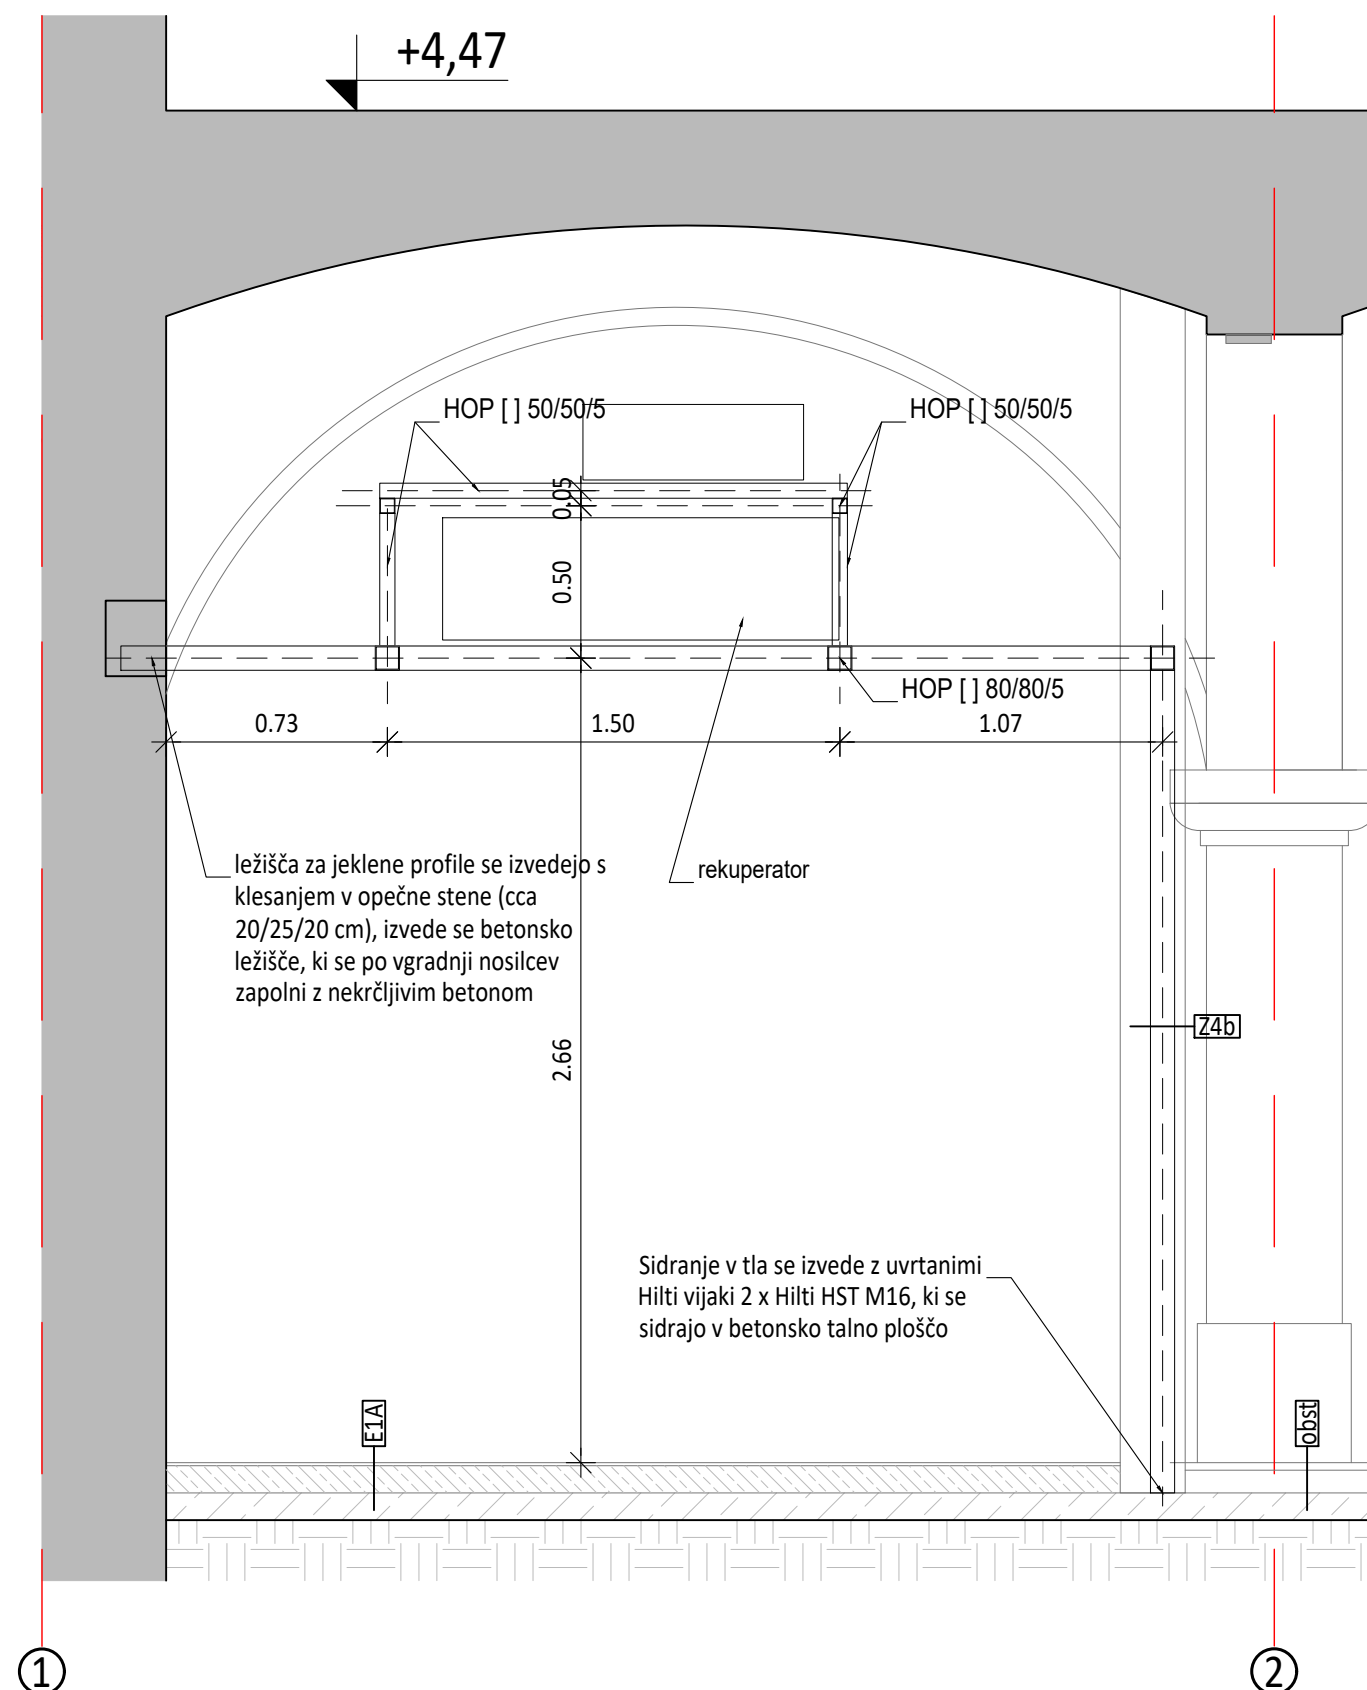 +4,47
HOP [ ] 50/50/5
HOP [ ] 50/50/5
0.05
0.50
HOP [ ] 80/80/5
0.73
1.50
1.07
ležišča za jeklene profile se izvedejo s
klesanjem v opečne stene (cca
20/25/20 cm), izvede se betonsko
ležišče, ki se po vgradnji nosilcev
zapolni z nekrčljivim betonom
rekuperator
2.66
Z4b
Sidranje v tla se izvede z uvrtanimi
Hilti vijaki 2 x Hilti HST M16, ki se
sidrajo v betonsko talno ploščo
E1A
obst
1
2